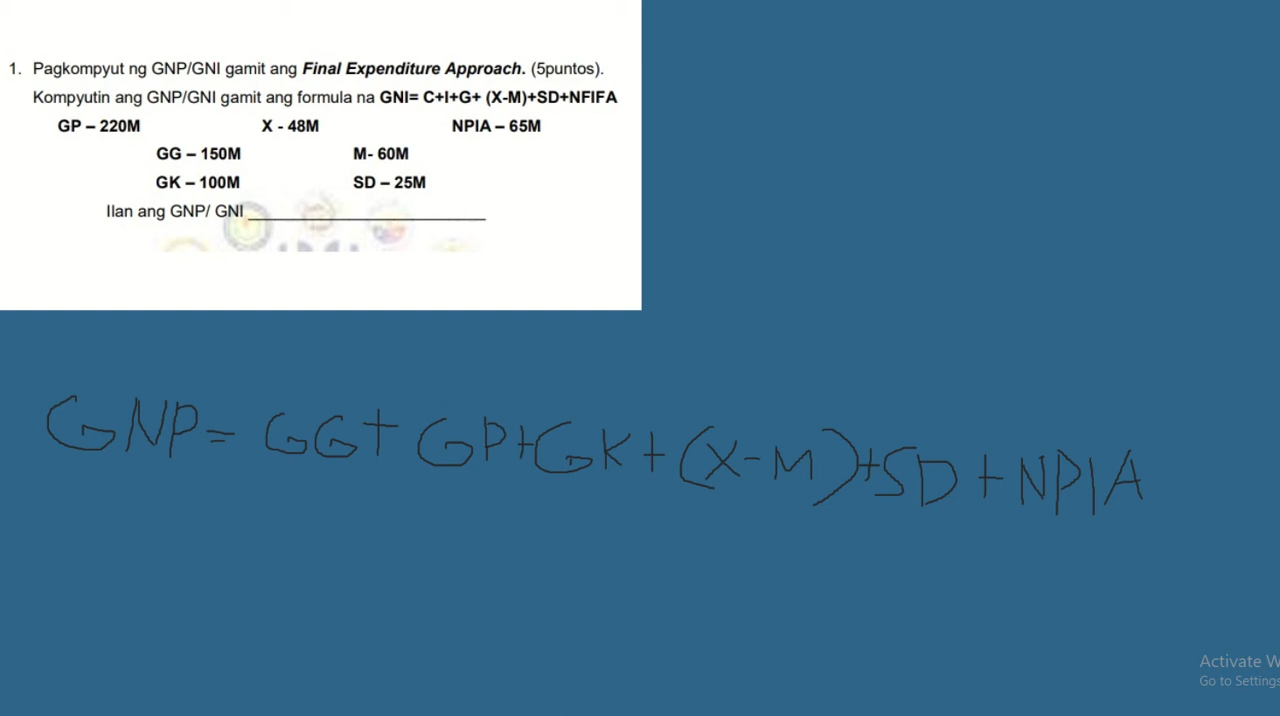 1. Pagkompyut ng GNP/GNI gamit ang Final Expenditure Approach. (5puntos).
Kompyutin ang GNP/GNI gamit ang formula na GNI= C+I+G+ (X-M)+SD+NFIFA
GP – 220M X - 48M NPIA – 65M
GG – 150M M- 60M
GK – 100M SD – 25M
Ilan ang GNP/ GNI ____________________________
GNP= GG+ GP+GK+(X-M)+SD+NPIA
Activate W
Go to Settings